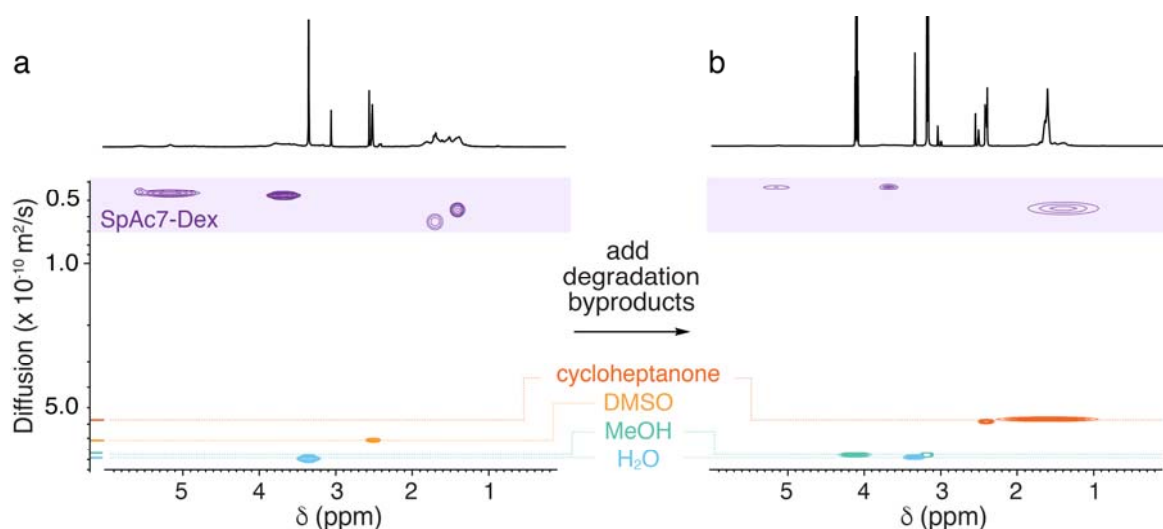 a
b
0.5
SpAc7-Dex
1.0
add
degradation
byproducts
Diffusion (x 10⁻¹⁰ m²/s)
cycloheptanone
5.0
DMSO
MeOH
H₂O
5 4 3 2 1
5 4 3 2 1
δ (ppm)
δ (ppm)